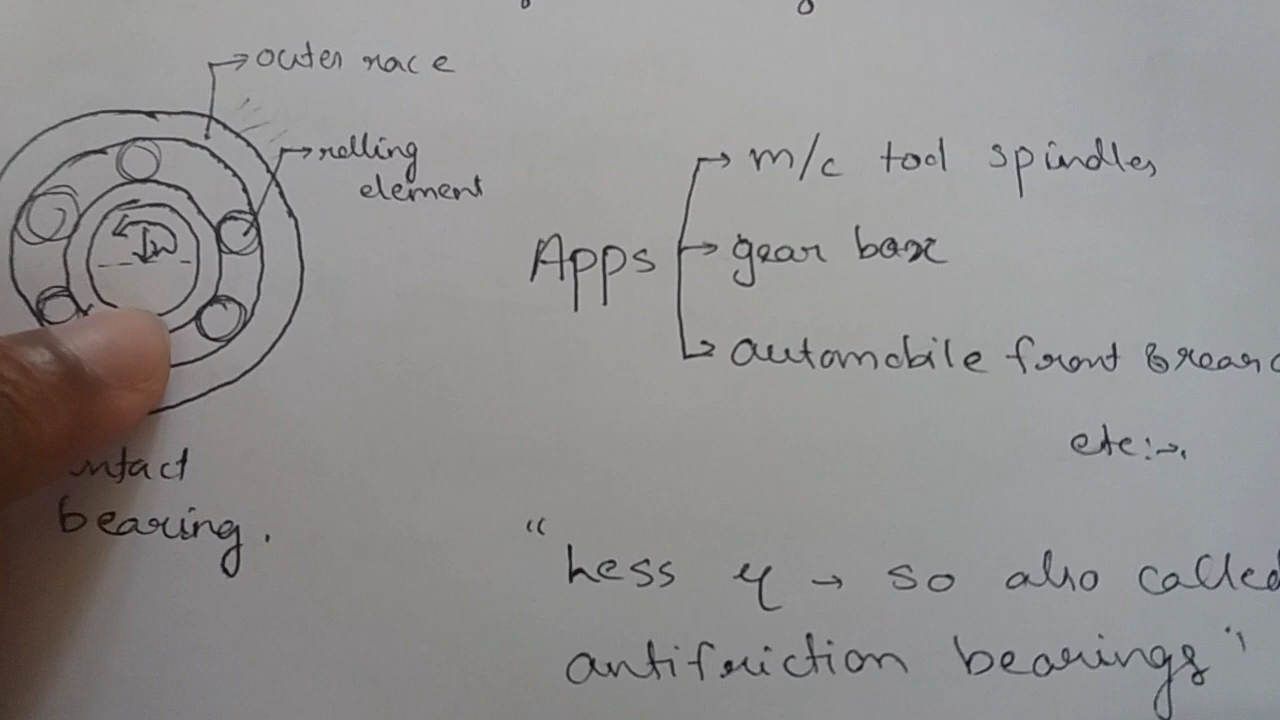 outer race
rolling
element
In
Apps
m/c tool spindles,
gear box
automobile front & rear
etc:-,
ntact
bearing.
"Less η → so also called
antifriction bearings"